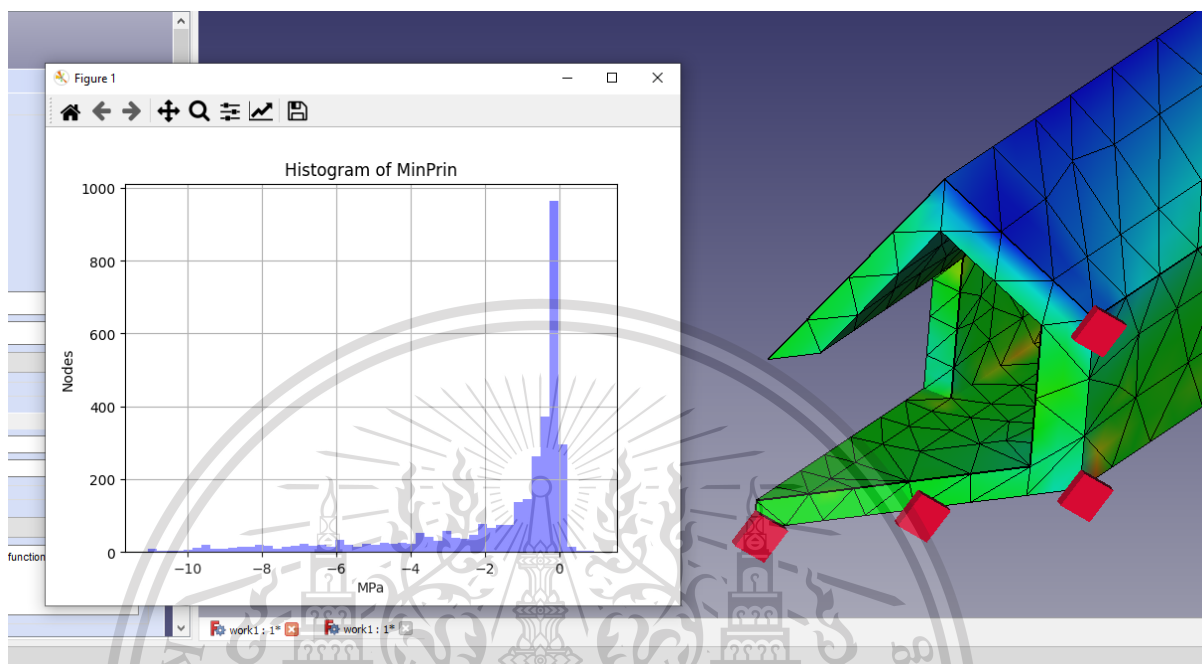 Figure 1
Histogram of MinPrin
1000
800
600
400
200
0
Nodes
−10 −8 −6 −4 −2 0
MPa
function
work1 : 1* work1 : 1*